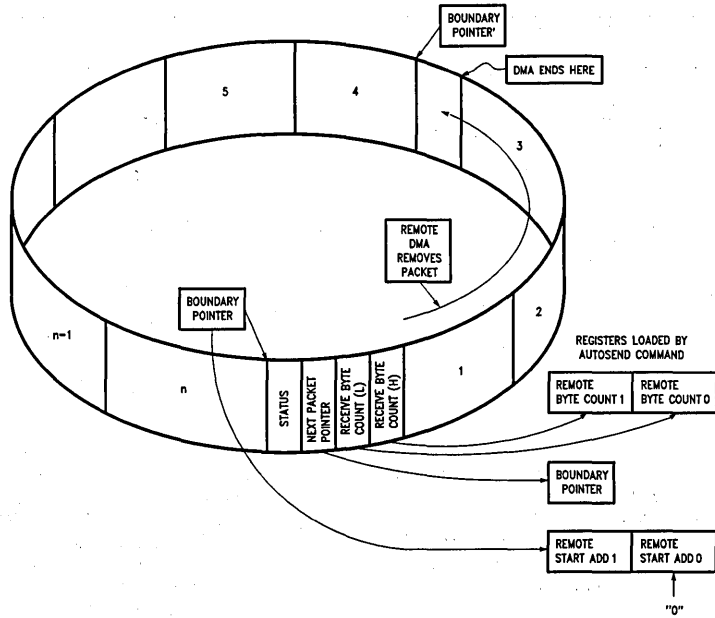 BOUNDARY
POINTER'
DMA ENDS HERE
5
4
3
REMOTE
DMA
REMOVES
PACKET
BOUNDARY
POINTER
n-1
n
STATUS
NEXT PACKET
POINTER
RECEIVE BYTE
COUNT (L)
RECEIVE BYTE
COUNT (H)
1
2
REGISTERS LOADED BY
AUTOSEND COMMAND
REMOTE
BYTE COUNT 1
REMOTE
BYTE COUNT 0
BOUNDARY
POINTER
REMOTE
START ADD 1
REMOTE
START ADD 0
"0"